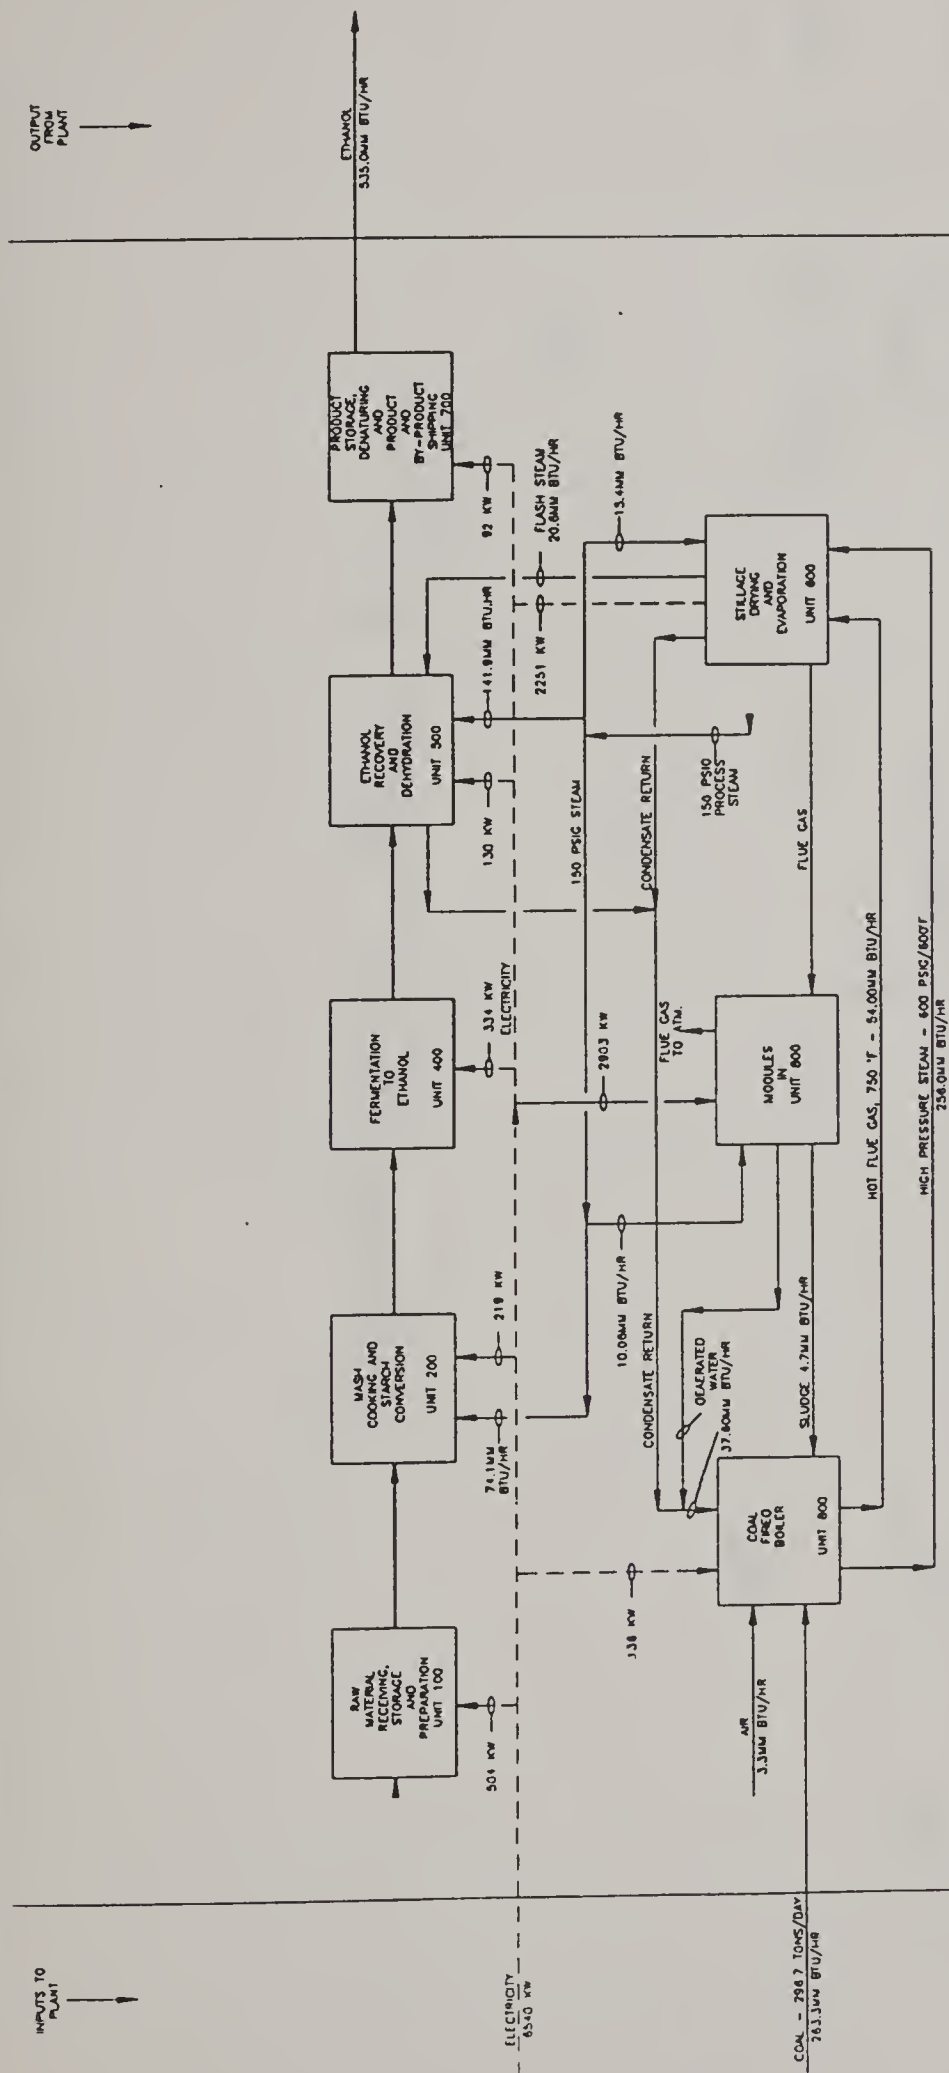 INPUTS TO
PLANT
OUTPUT
FROM
PLANT
RAW
MATERIAL
RECEIVING,
STORAGE
AND
PREPARATION
UNIT 100
MASH
COOKING AND
STARCH
CONVERSION
UNIT 200
FERMENTATION
TO
ETHANOL
UNIT 400
ETHANOL
RECOVERY
AND
DEHYDRATION
UNIT 500
PRODUCT
STORAGE,
DENATURING
AND
PRODUCT
AND
BY-PRODUCT
SHIPPING
UNIT 700
ETHANOL
535.0MM BTU/HR
ELECTRICITY
6540 KW
504 KW
74.1MM
BTU/HR
219 KW
334 KW
ELECTRICITY
130 KW
141.9MM BTU.HR
2251 KW
FLASH STEAM
20.6MM BTU/HR
92 KW
15.4MM BTU/HR
150 PSIG STEAM
CONDENSATE RETURN
150 PSIG
PROCESS
STEAM
2903 KW
FLUE GAS
TO
ATM.
10.06MM BTU/HR
CONDENSATE RETURN
DEAERATED
WATER
37.60MM BTU/HR
338 KW
COAL
FIRED
BOILER
UNIT 800
MODULES
IN
UNIT 800
STILLAGE
DRYING
AND
EVAPORATION
UNIT 600
FLUE GAS
SLUDGE 4.7MM BTU/HR
AIR
3.3MM BTU/HR
COAL - 296.7 TONS/DAY
263.3MM BTU/HR
HOT FLUE GAS, 750 °F - 54.00MM BTU/HR
HIGH PRESSURE STEAM - 600 PSIG/600°F
256.0MM BTU/HR